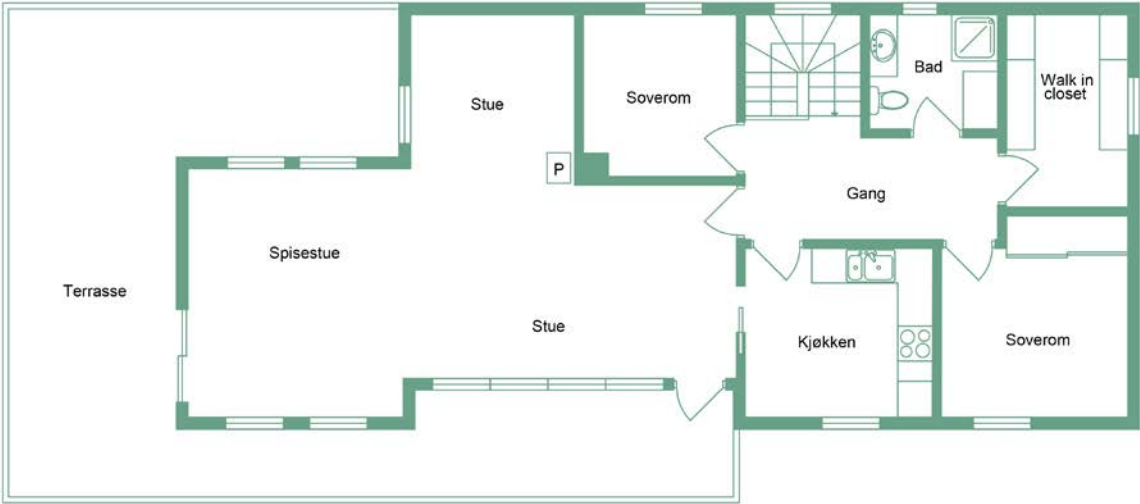 Stue
Soverom
Bad
Walk in
closet
P
Gang
Spisestue
Terrasse
Stue
Kjøkken
Soverom